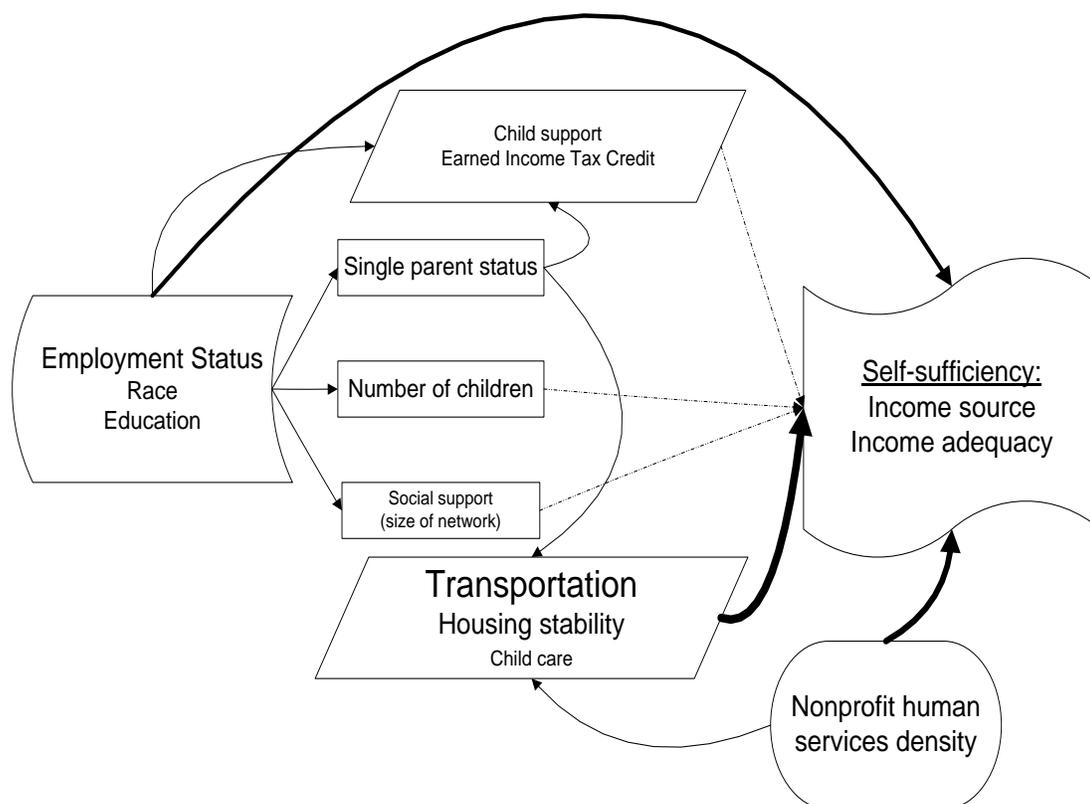 Child support
Earned Income Tax Credit
Single parent status
Employment Status
Race
Education
Number of children
Social support
(size of network)
Transportation
Housing stability
Child care
Self-sufficiency:
Income source
Income adequacy
Nonprofit human
services density